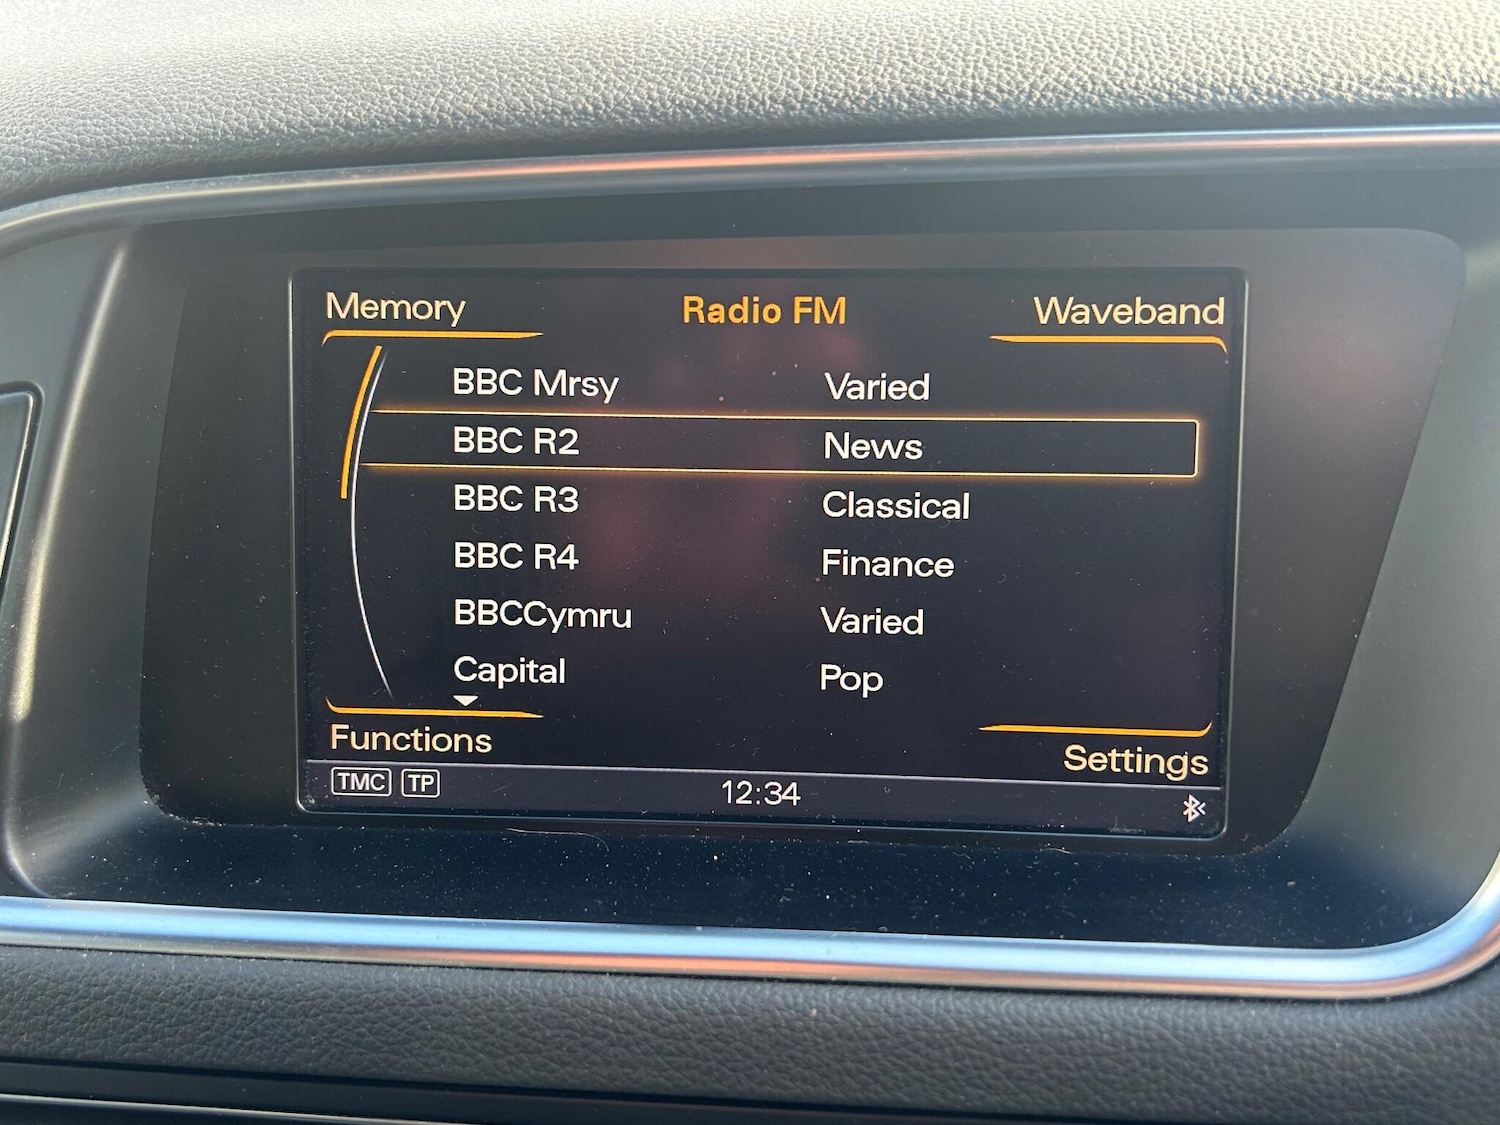 Memory Radio FM Waveband
BBC Mrsy Varied
BBC R2 News
BBC R3 Classical
BBC R4 Finance
BBCCymru Varied
Capital Pop
Functions Settings
TMC TP 12:34